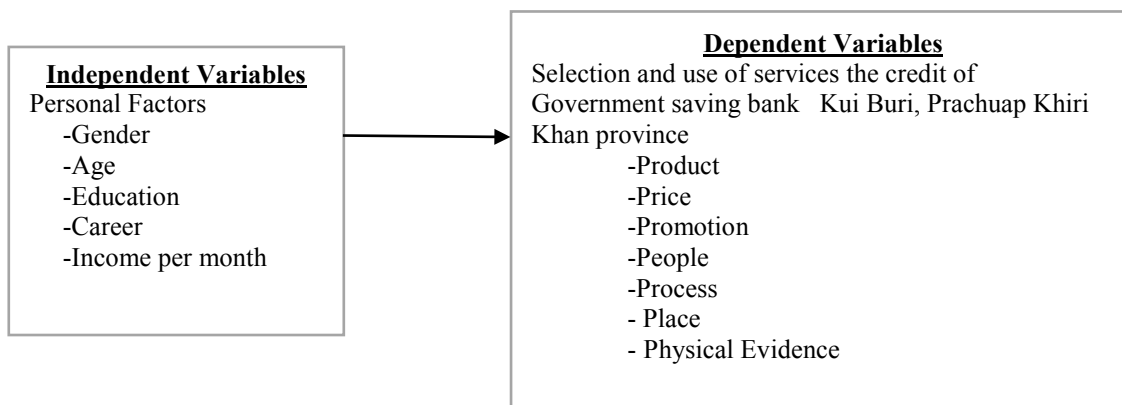 Independent Variables
Personal Factors
-Gender
-Age
-Education
-Career
-Income per month
Dependent Variables
Selection and use of services the credit of
Government saving bank Kui Buri, Prachuap Khiri
Khan province
-Product
-Price
-Promotion
-People
-Process
- Place
- Physical Evidence